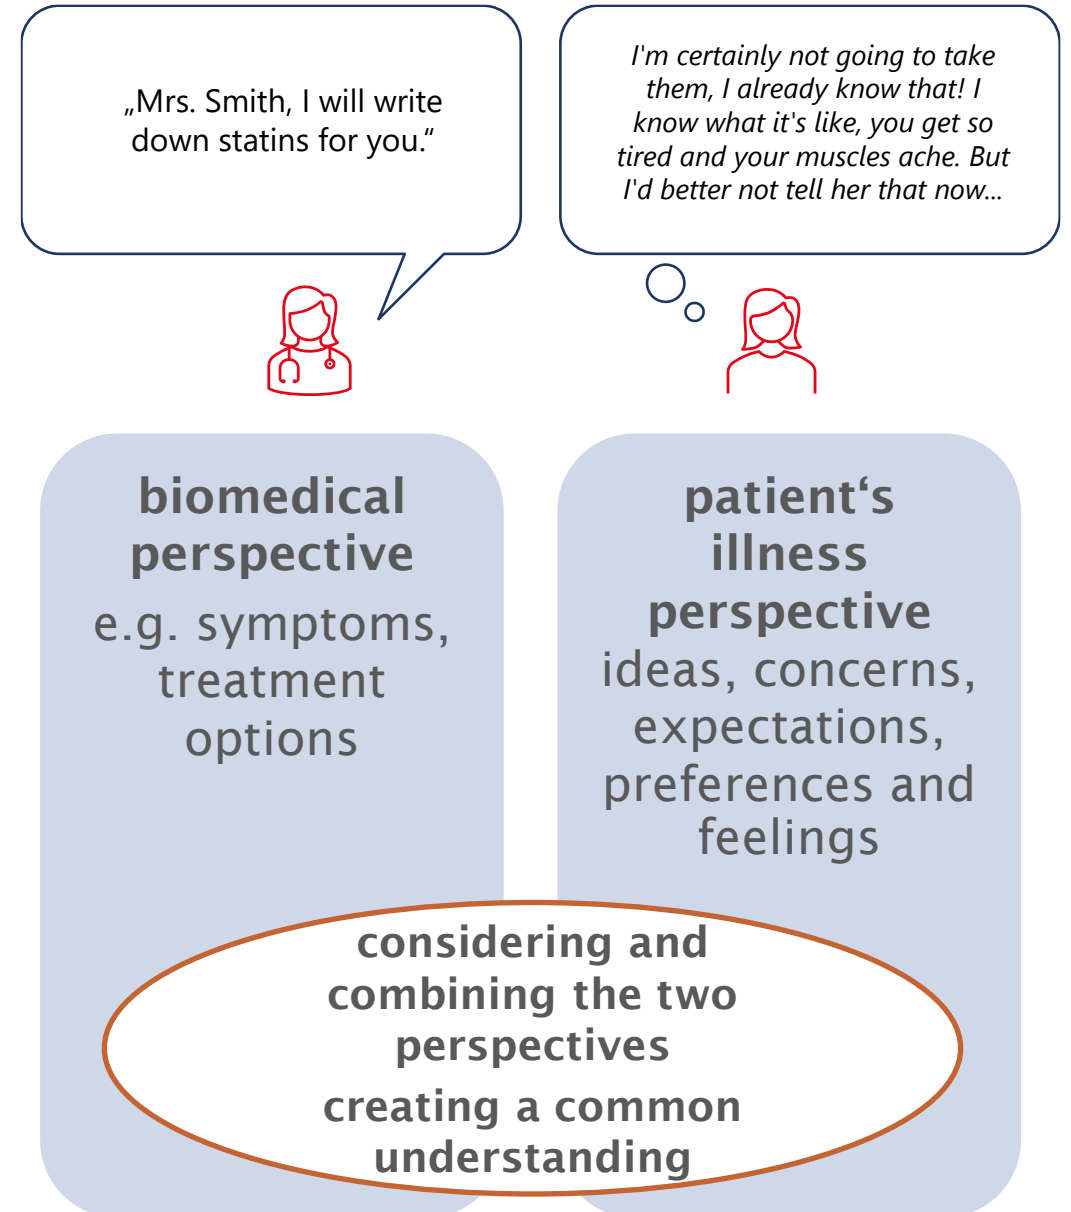 „Mrs. Smith, I will write
down statins for you.“
I'm certainly not going to take
them, I already know that! I
know what it's like, you get so
tired and your muscles ache. But
I'd better not tell her that now...
biomedical
perspective
e.g. symptoms,
treatment
options
patient‘s
illness
perspective
ideas, concerns,
expectations,
preferences and
feelings
considering and
combining the two
perspectives
creating a common
understanding